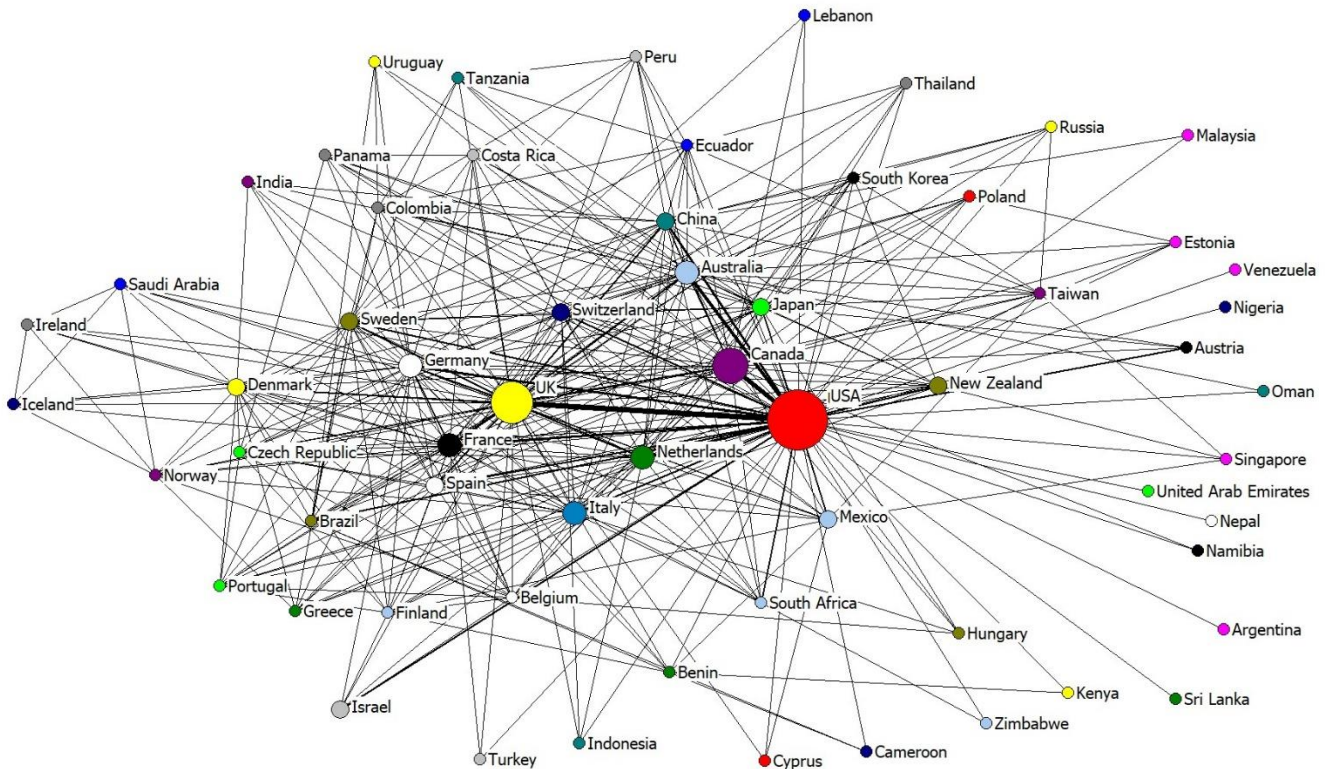 Lebanon
Uruguay
Peru
Tanzania
Thailand
Russia
Malaysia
Ecuador
Panama
Costa Rica
South Korea
India
Poland
Colombia
China
Estonia
Australia
Venezuela
Saudi Arabia
Taiwan
Japan
Nigeria
Switzerland
Sweden
Ireland
Austria
Canada
Germany
Denmark
UK
USA
New Zealand
Oman
Iceland
France
Czech Republic
Netherlands
Singapore
Norway
Spain
United Arab Emirates
Italy
Mexico
Brazil
Nepal
Namibia
Portugal
Belgium
South Africa
Greece
Finland
Hungary
Argentina
Benin
Kenya
Sri Lanka
Israel
Zimbabwe
Indonesia
Cameroon
Turkey
Cyprus